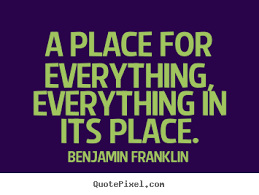 A PLACE FOR
EVERYTHING,
EVERYTHING IN
ITS PLACE.
BENJAMIN FRANKLIN
QuotePixel.com